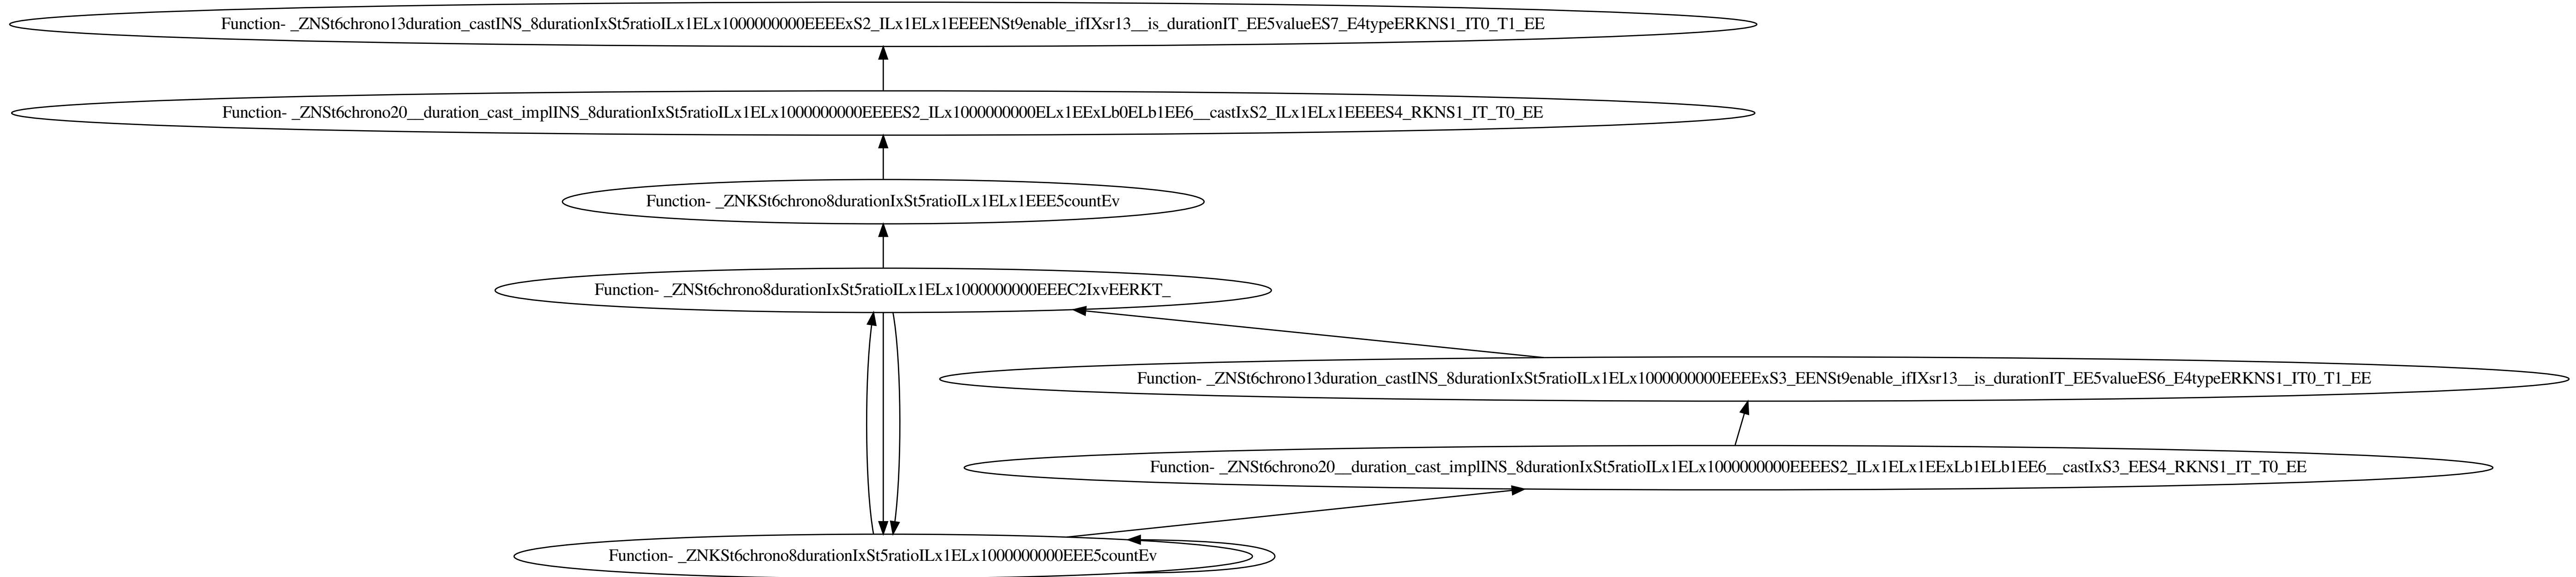 Function- _ZNSt6chrono13duration_castINS_8durationIxSt5ratioILx1ELx1000000000EEEExS2_ILx1ELx1EEEENSt9enable_ifIXsr13__is_durationIT_EE5valueES7_E4typeERKNS1_IT0_T1_EE
Function- _ZNSt6chrono20__duration_cast_implINS_8durationIxSt5ratioILx1ELx1000000000EEEES2_ILx1000000000ELx1EExLb0ELb1EE6__castIxS2_ILx1ELx1EEEES4_RKNS1_IT_T0_EE
Function- _ZNKSt6chrono8durationIxSt5ratioILx1ELx1EEE5countEv
Function- _ZNSt6chrono8durationIxSt5ratioILx1ELx1000000000EEEC2IxvEERKT_
Function- _ZNSt6chrono13duration_castINS_8durationIxSt5ratioILx1ELx1000000000EEEExS3_EENSt9enable_ifIXsr13__is_durationIT_EE5valueES6_E4typeERKNS1_IT0_T1_EE
Function- _ZNSt6chrono20__duration_cast_implINS_8durationIxSt5ratioILx1ELx1000000000EEEES2_ILx1ELx1EExLb1ELb1EE6__castIxS3_EES4_RKNS1_IT_T0_EE
Function- _ZNKSt6chrono8durationIxSt5ratioILx1ELx1000000000EEE5countEv